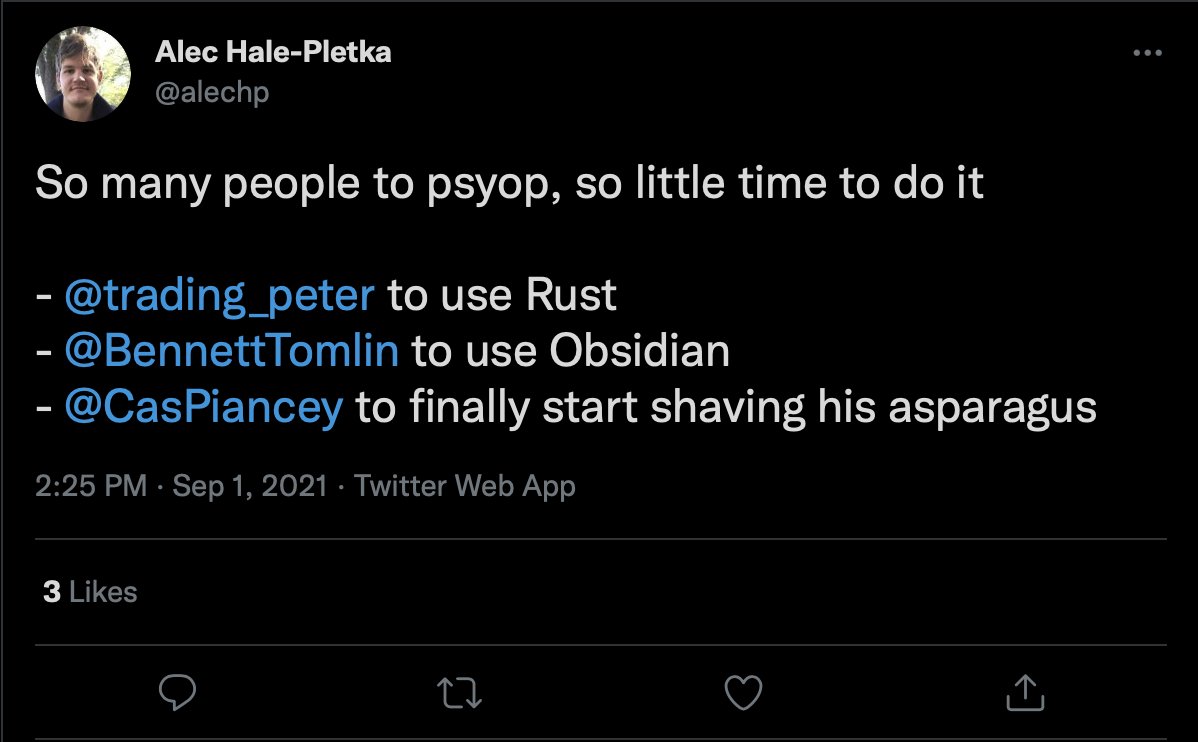 Alec Hale-Pletka
@alechp
So many people to psyop, so little time to do it
- @trading_peter to use Rust
- @BennettTomlin to use Obsidian
- @CasPiancey to finally start shaving his asparagus
2:25 PM · Sep 1, 2021 · Twitter Web App
3 Likes